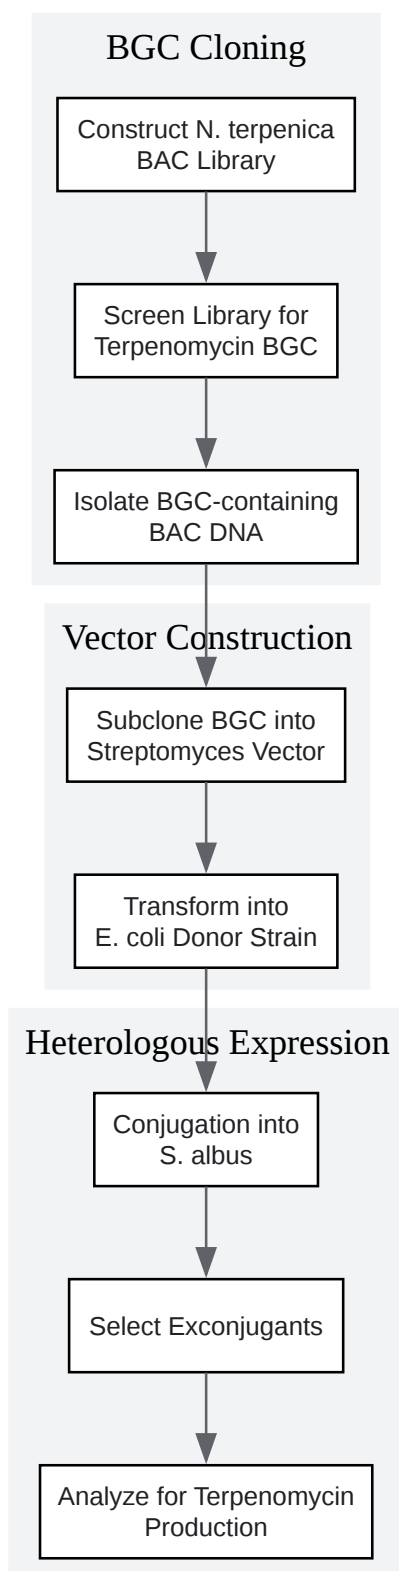 BGC Cloning
Construct N. terpenica
BAC Library
Screen Library for
Terpenomycin BGC
Isolate BGC-containing
BAC DNA
Vector Construction
Subclone BGC into
Streptomyces Vector
Transform into
E. coli Donor Strain
Heterologous Expression
Conjugation into
S. albus
Select Exconjugants
Analyze for Terpenomycin
Production